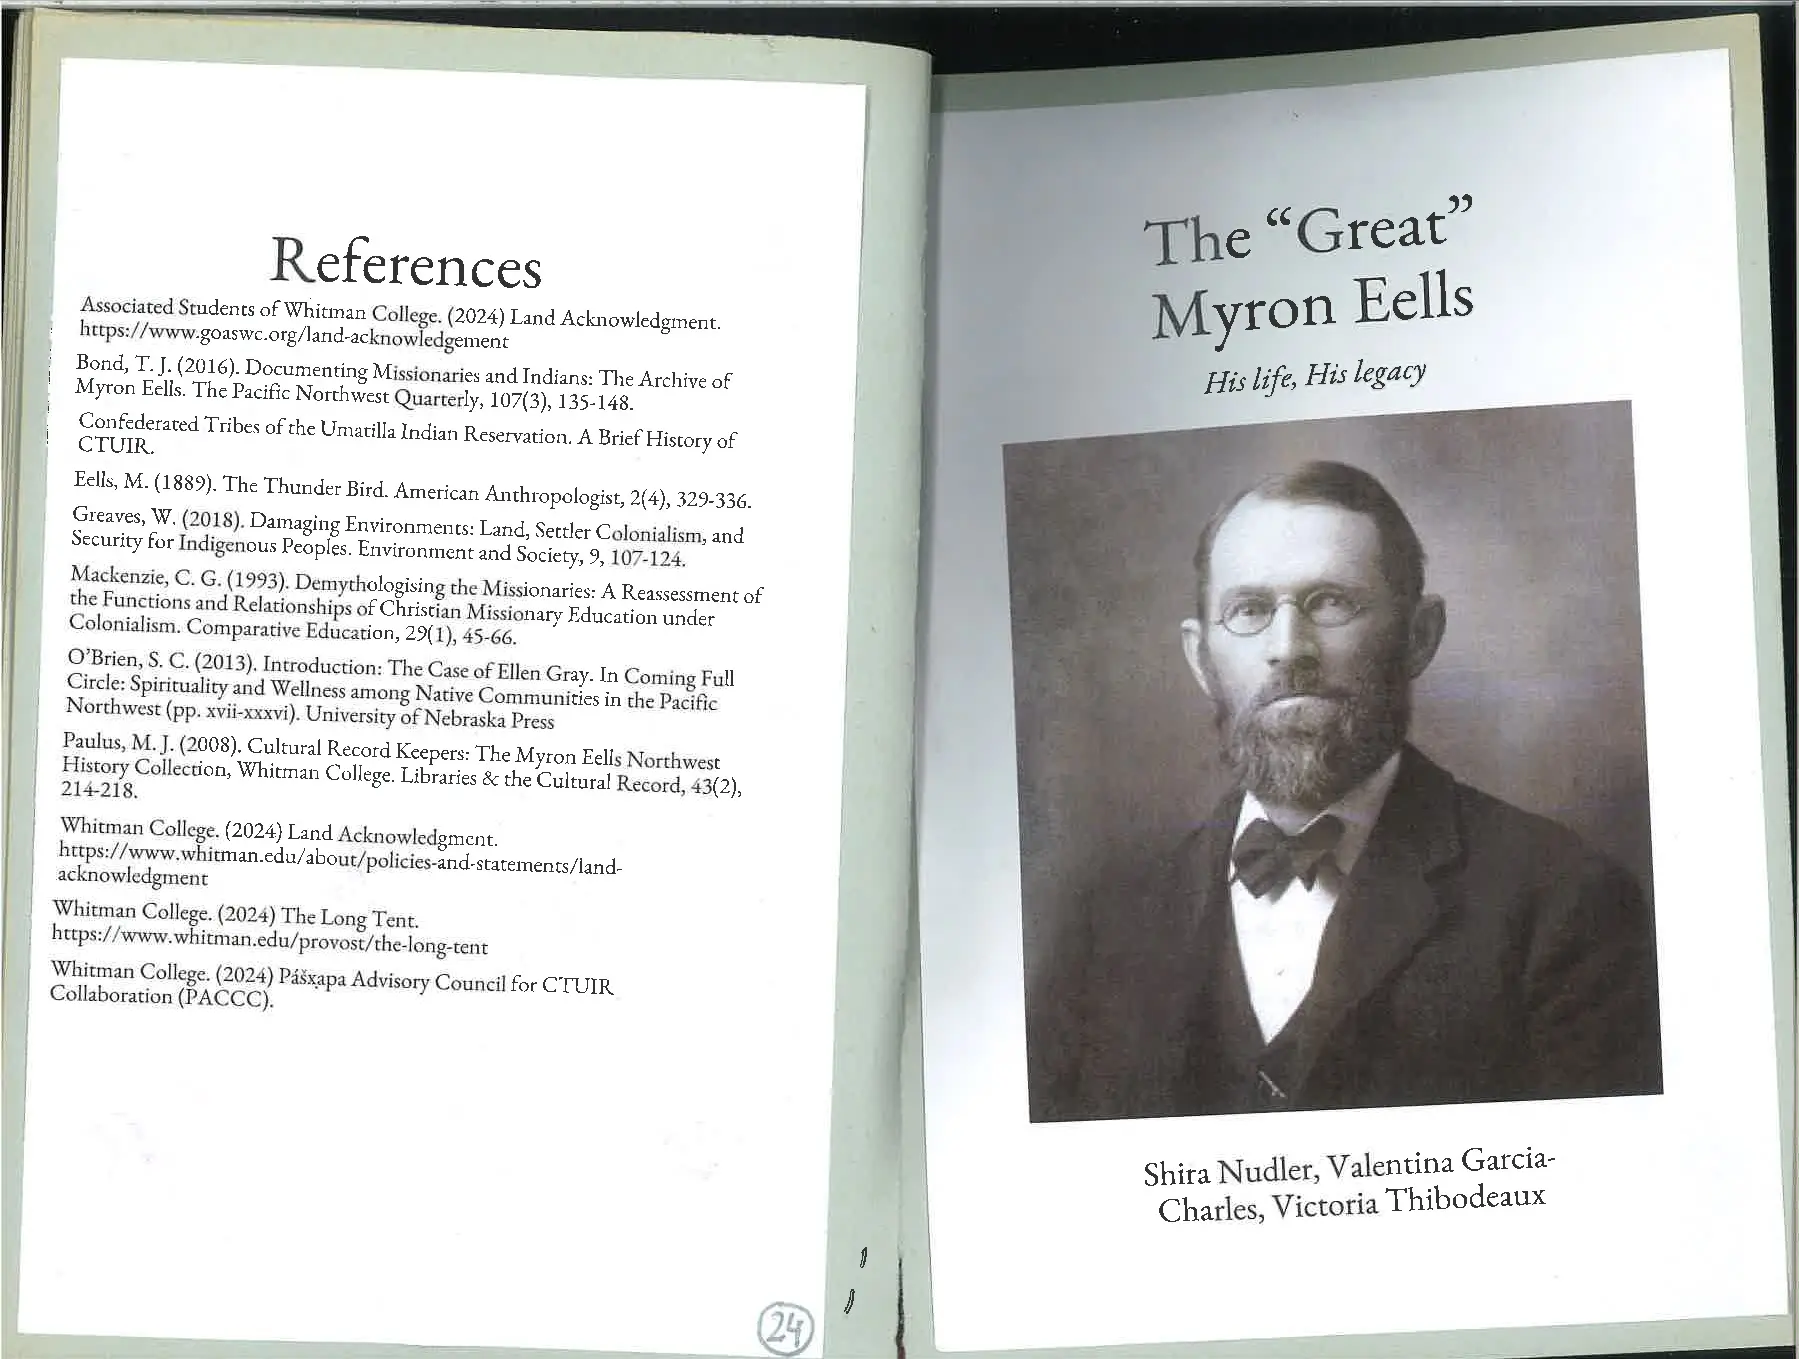 References
Associated Students of Whitman College. (2024) Land Acknowledgment.
https://www.goaswc.org/land-acknowledgement
Bond, T. J. (2016). Documenting Missionaries and Indians: The Archive of
Myron Eells. The Pacific Northwest Quarterly, 107(3), 135-148.
Confederated Tribes of the Umatilla Indian Reservation. A Brief History of
CTUIR.
Eells, M. (1889). The Thunder Bird. American Anthropologist, 2(4), 329-336.
Greaves, W. (2018). Damaging Environments: Land, Settler Colonialism, and
Security for Indigenous Peoples. Environment and Society, 9, 107-124.
Mackenzie, C. G. (1993). Demythologising the Missionaries: A Reassessment of
the Functions and Relationships of Christian Missionary Education under
Colonialism. Comparative Education, 29(1), 45-66.
O'Brien, S. C. (2013). Introduction: The Case of Ellen Gray. In Coming Full
Circle: Spirituality and Wellness among Native Communities in the Pacific
Northwest (pp. xvii-xxxvi). University of Nebraska Press
Paulus, M. J. (2008). Cultural Record Keepers: The Myron Eells Northwest
History Collection, Whitman College. Libraries & the Cultural Record, 43(2),
214-218.
Whitman College. (2024) Land Acknowledgment.
https://www.whitman.edu/about/policies-and-statements/land-
acknowledgment
Whitman College. (2024) The Long Tent.
https://www.whitman.edu/provost/the-long-tent
Whitman College. (2024) Pášx̣apa Advisory Council for CTUIR
Collaboration (PACCC).
24
The “Great”
Myron Eells
His life, His legacy
Shira Nudler, Valentina Garcia-
Charles, Victoria Thibodeaux